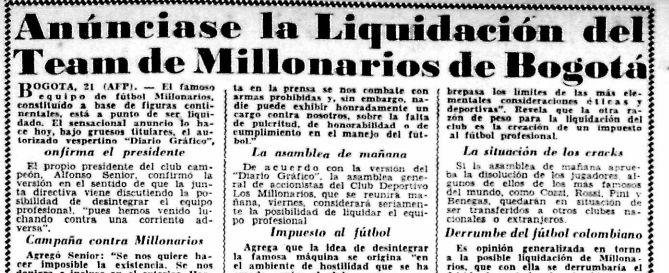 Anúnciase la Liquidación del
Team de Millonarios de Bogotá
BOGOTA, 21 (AFP). — El famoso
equipo de fútbol Millonarios,
constituído a base de figuras conti-
nentales, está a punto de ser liqui-
dado. El sensacional anuncio lo ha-
ce hoy, bajo gruesos titulares, el au-
torizado vespertino "Diario Gráfico",
confirma el presidente
El propio presidente del club cam-
peón, Alfonso Senior, confirmó la
versión en el sentido de que la jun-
ta directiva viene discutiendo la po-
sibilidad de desintegrar el equipo
profesional, "pues hemos venido lu-
chando contra una corriente adver-
sa".
Campaña contra Millonarios
Agregó Senior: "Se nos quiere ha-
cer imposible la existencia. Se nos
ta en la prensa se nos combate con
armas prohibidas y, sin embargo, na-
die puede exhibir honradamente un
cargo contra nosotros, sobre la falta
de pulcritud, de honorabilidad o de
cumplimiento en el manejo del fut-
bol."
La asamblea de mañana
De acuerdo con la versión del
"Diario Gráfico", la asamblea gene-
ral de accionistas del Club Deportivo
Los Millonarios, que se reunirá ma-
ñana, viernes, considerará seriamen-
te la posibilidad de liquidar el equi-
po profesional
Impuesto al fútbol
Agrega que la idea de desintegrar
la famosa máquina se origina "en
el ambiente de hostilidad que se ha
brepasa los límites de las más ele-
mentales consideraciones éticas y
deportivas". Revela que la otra ra-
zón de peso para la liquidación del
club es la creación de un impuesto
al fútbol profesional.
La situación de los cracks
Si la asamblea de mañana aprue-
ba la disolución de los jugadores, al-
gunos de ellos de los más famosos
del mundo, como Cozzi, Rossi, Pini y
Benegas, quedarán en situación de
ser transferidos a otros clubes nacio-
nales o extranjeros.
Derrumbe del fútbol colombiano
Es opinión generalizada en torno
a la posible liquidación de Millona-
rios, que con ella se derrumbaría el